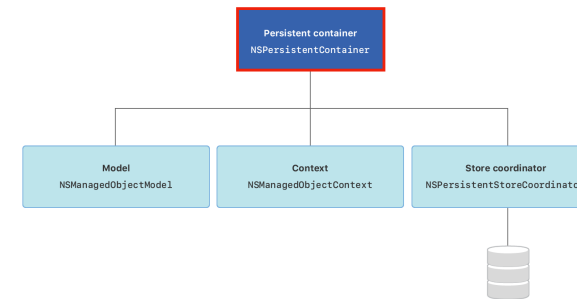 Persistent container
NSPersistentContainer
Model
NSManagedObjectModel
Context
NSManagedObjectContext
Store coordinator
NSPersistentStoreCoordinato